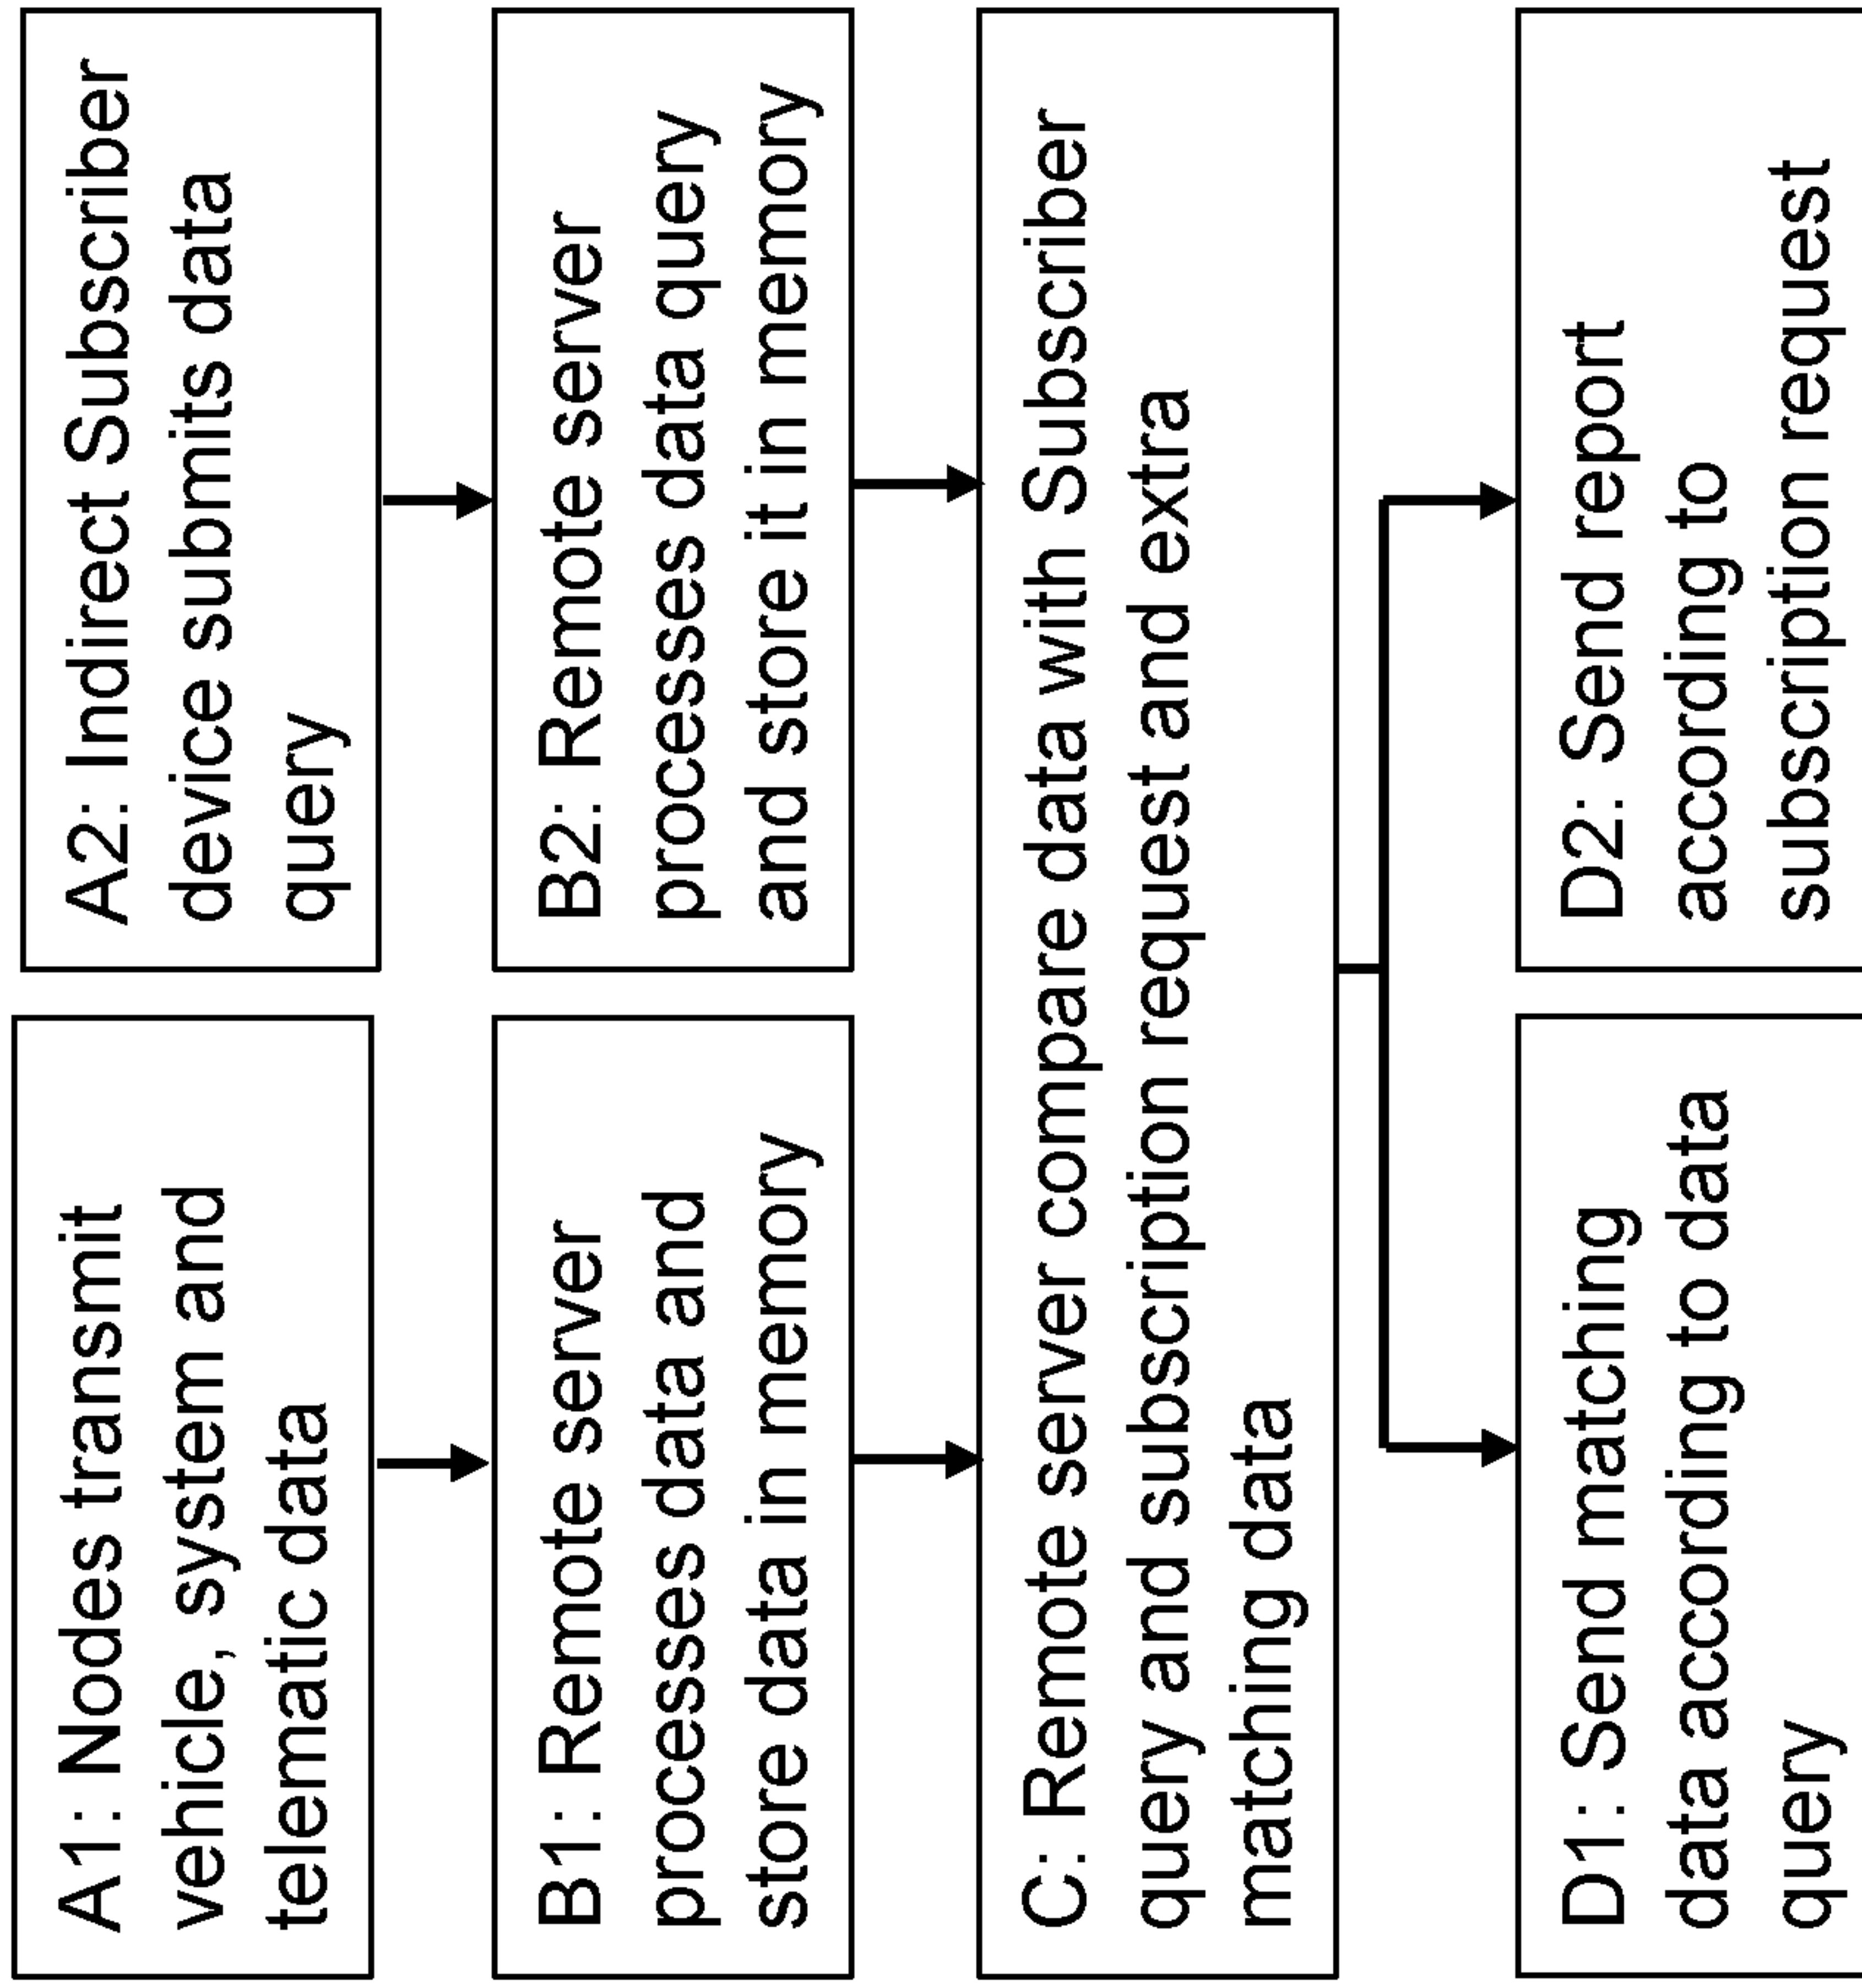 A1: Nodes transmit
vehicle, system and
telematic data
A2: Indirect Subscriber
device submits data
query
B1: Remote server
processes data and
store data in memory
B2: Remote server
processes data query
and store it in memory
C: Remote server compare data with Subscriber
query and subscription request and extra
matching data
D1: Send matching
data according to data
query
D2: Send report
according to
subscription request